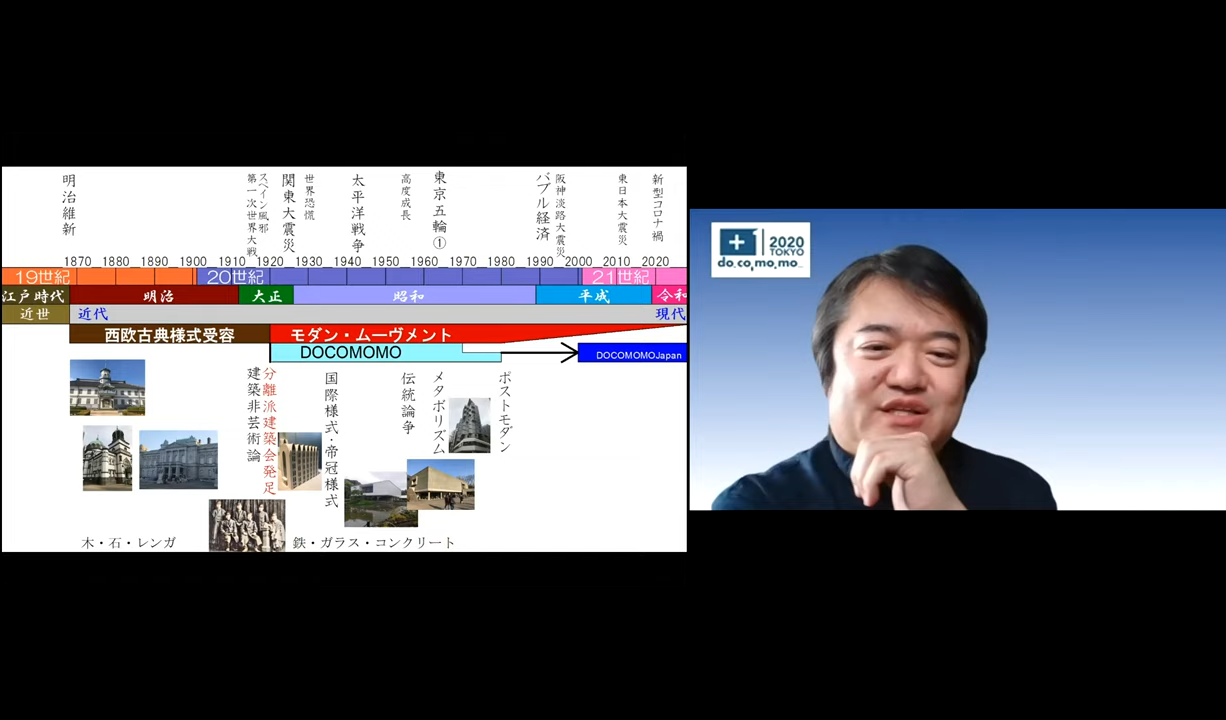 明治維新
第一次世界大戦
スペイン風邪
関東大震災
世界恐慌
太平洋戦争
高度成長
東京五輪①
バブル経済
阪神淡路大震災
東日本大震災
新型コロナ禍
1870 1880 1890 1900 1910 1920 1930 1940 1950 1960 1970 1980 1990 2000 2010 2020
19世紀 20世紀 21世紀
江戸時代 明治 大正 昭和 平成 令和
近世 近代 現代
西欧古典様式受容 モダン・ムーヴメント
DOCOMOMO DOCOMOMOJapan
建築非芸術論
分離派建築会発足
国際様式・帝冠様式
伝統論争
メタボリズム
ポストモダン
木・石・レンガ 鉄・ガラス・コンクリート
+1 2020
TOKYO
do.co,mo.mo_